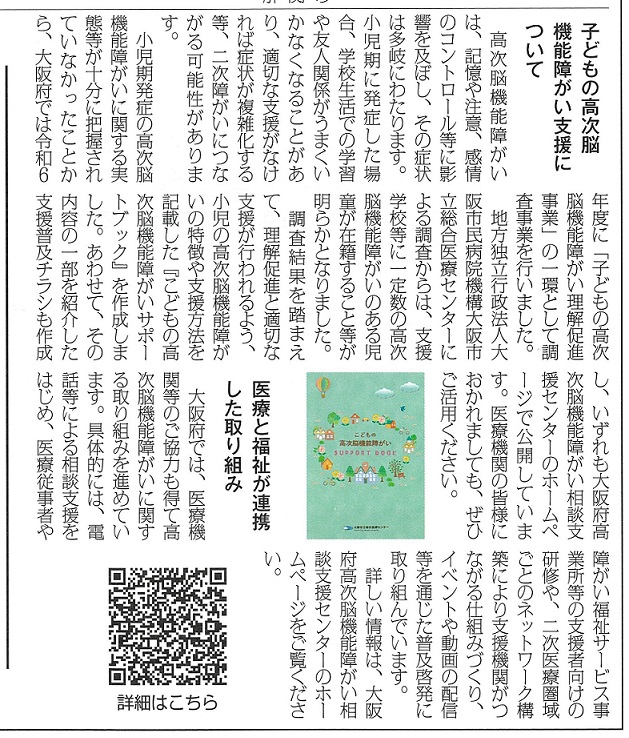 子どもの高次脳
機能障がい支援に
ついて
高次脳機能障がい
は、記憶や注意、感情
のコントロール等に影
響を及ぼし、その症状
は多岐にわたります。
小児期に発症した場
合、学校生活での学習
や友人関係がうまくい
かなくなることがあ
り、適切な支援がなけ
れば症状が複雑化する
等、二次障がいにつな
がる可能性がありま
す。
小児期発症の高次脳
機能障がいに関する実
態等が十分に把握され
ていなかったことか
ら、大阪府では令和6
年度に「子どもの高次
脳機能障がい理解促進
事業」の一環として調
査事業を行いました。
地方独立行政法人大
阪市民病院機構大阪市
立総合医療センターに
よる調査からは、支援
学校等に一定数の高次
脳機能障がいのある児
童が在籍すること等が
明らかとなりました。
調査結果を踏まえ
て、理解促進と適切な
支援が行われるよう、
小児の高次脳機能障が
いの特徴や支援方法を
記載した『こどもの高
次脳機能障がいサポー
トブック』を作成しま
した。あわせて、その
内容の一部を紹介した
支援普及チラシも作成
し、いずれも大阪府高
次脳機能障がい相談支
援センターのホームペ
ージで公開していま
す。医療機関の皆様に
おかれましても、ぜひ
ご活用ください。
こどもの
高次脳機能障がい
SUPPORT BOOK
医療と福祉が連携
した取り組み
大阪府では、医療機
関等のご協力も得て高
次脳機能障がいに関す
る取り組みを進めてい
ます。具体的には、電
話等による相談支援を
はじめ、医療従事者や
障がい福祉サービス事
業所等の支援者向けの
研修や、二次医療圏域
ごとのネットワーク構
築により支援機関がつ
ながる仕組みづくり、
イベントや動画の配信
等を通じた普及啓発に
取り組んでいます。
詳しい情報は、大阪
府高次脳機能障がい相
談支援センターのホー
ムページをご覧くださ
い。
詳細はこちら